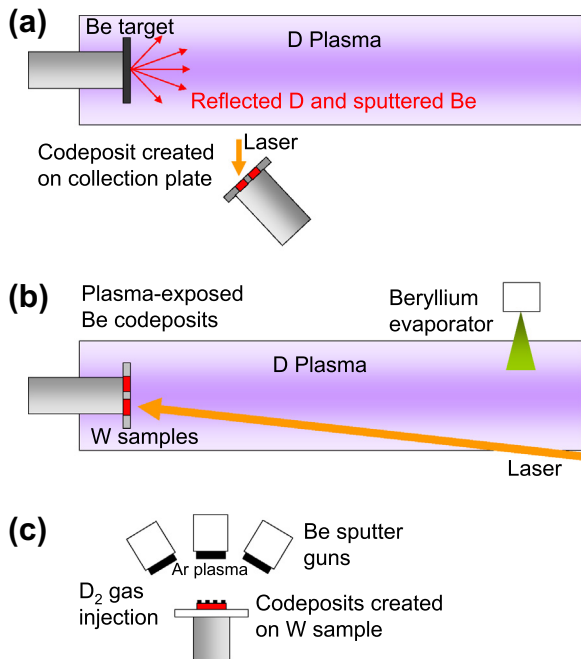 (a)
Be target
D Plasma
Reflected D and sputtered Be
Laser
Codeposit created
on collection plate
(b)
Plasma-exposed
Be codeposits
Beryllium
evaporator
D Plasma
W samples
Laser
(c)
Be sputter
guns
Ar plasma
D₂ gas
injection
Codeposits created
on W sample